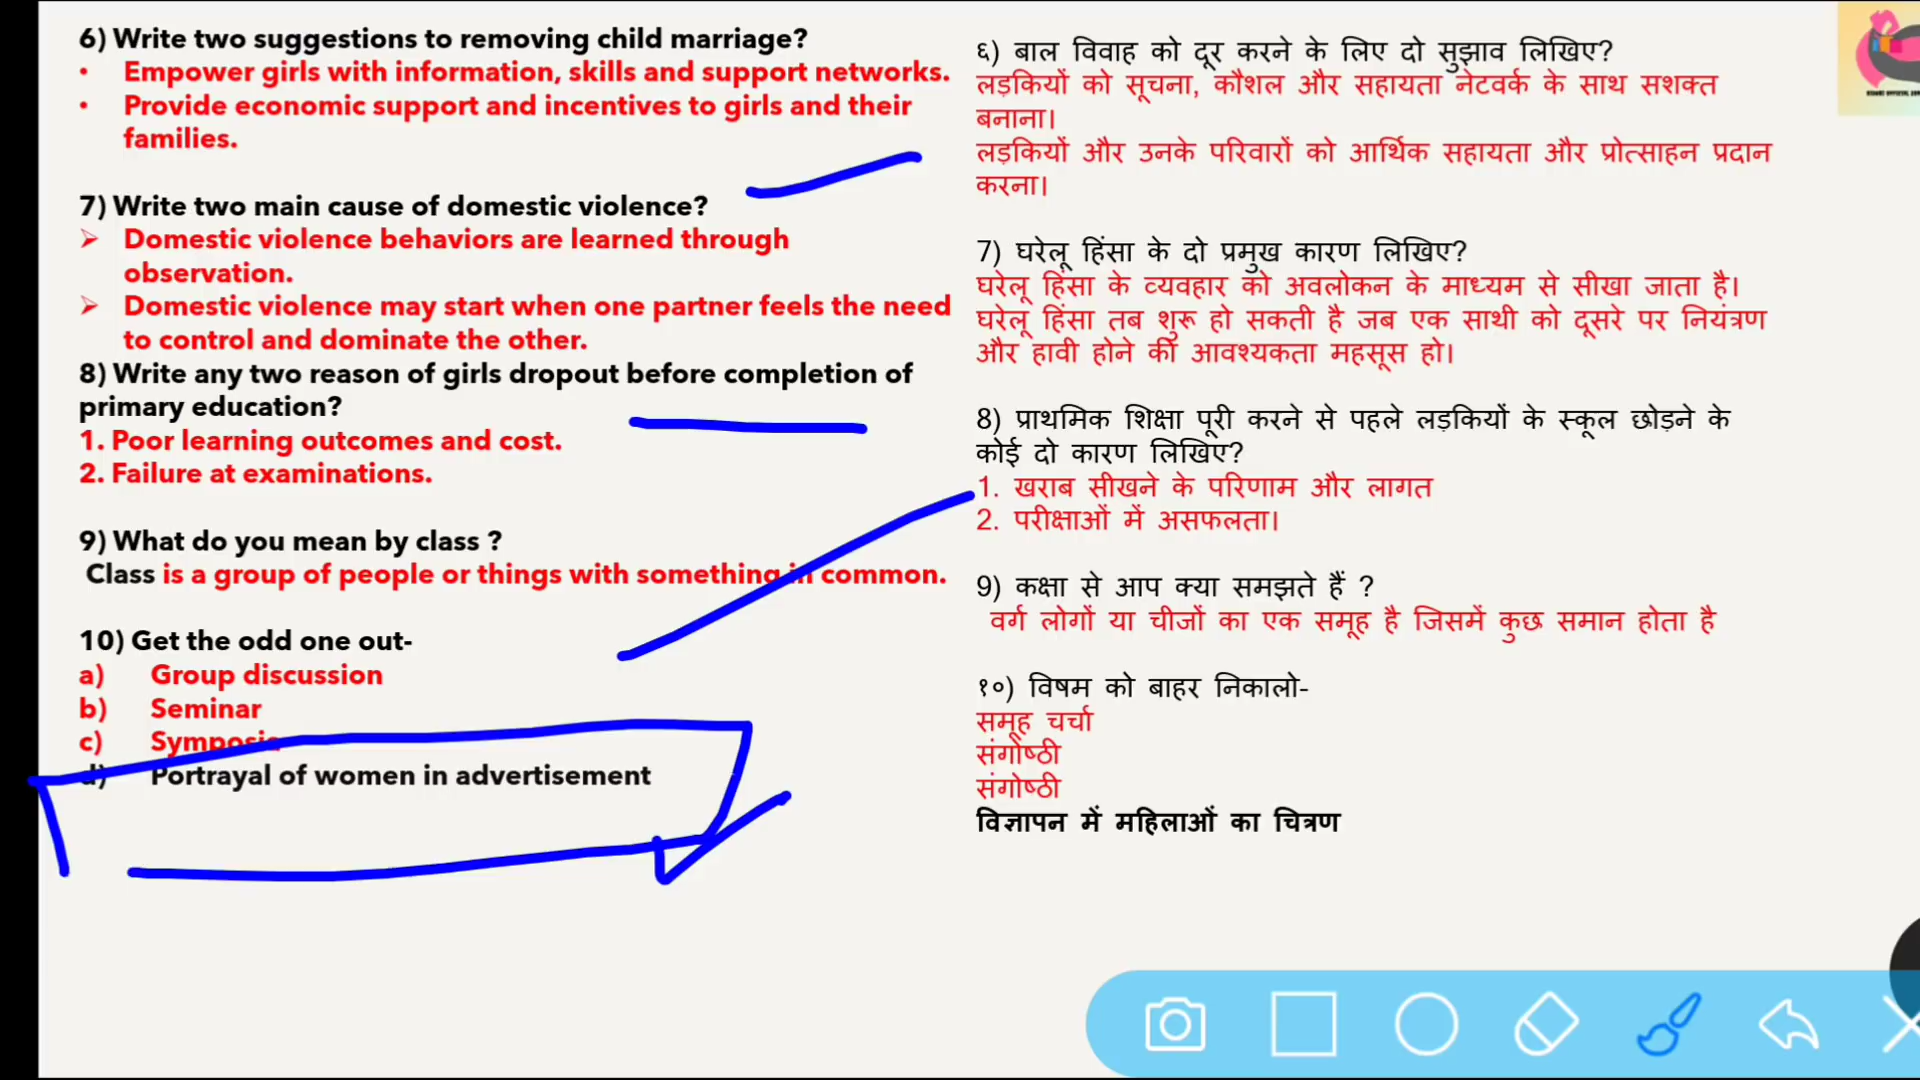 6) Write two suggestions to removing child marriage?
• Empower girls with information, skills and support networks.
• Provide economic support and incentives to girls and their
families.
7) Write two main cause of domestic violence?
➢ Domestic violence behaviors are learned through
observation.
➢ Domestic violence may start when one partner feels the need
to control and dominate the other.
8) Write any two reason of girls dropout before completion of
primary education?
1. Poor learning outcomes and cost.
2. Failure at examinations.
9) What do you mean by class ?
Class is a group of people or things with something in common.
10) Get the odd one out-
a) Group discussion
b) Seminar
c) Symposia
d) Portrayal of women in advertisement
६) बाल विवाह को दूर करने के लिए दो सुझाव लिखिए?
लड़कियों को सूचना, कौशल और सहायता नेटवर्क के साथ सशक्त
बनाना।
लड़कियों और उनके परिवारों को आर्थिक सहायता और प्रोत्साहन प्रदान
करना।
7) घरेलू हिंसा के दो प्रमुख कारण लिखिए?
घरेलू हिंसा के व्यवहार को अवलोकन के माध्यम से सीखा जाता है।
घरेलू हिंसा तब शुरू हो सकती है जब एक साथी को दूसरे पर नियंत्रण
और हावी होने की आवश्यकता महसूस हो।
8) प्राथमिक शिक्षा पूरी करने से पहले लड़कियों के स्कूल छोड़ने के
कोई दो कारण लिखिए?
1. खराब सीखने के परिणाम और लागत
2. परीक्षाओं में असफलता।
9) कक्षा से आप क्या समझते हैं ?
वर्ग लोगों या चीजों का एक समूह है जिसमें कुछ समान होता है
१०) विषम को बाहर निकालो-
समूह चर्चा
संगोष्ठी
संगोष्ठी
विज्ञापन में महिलाओं का चित्रण